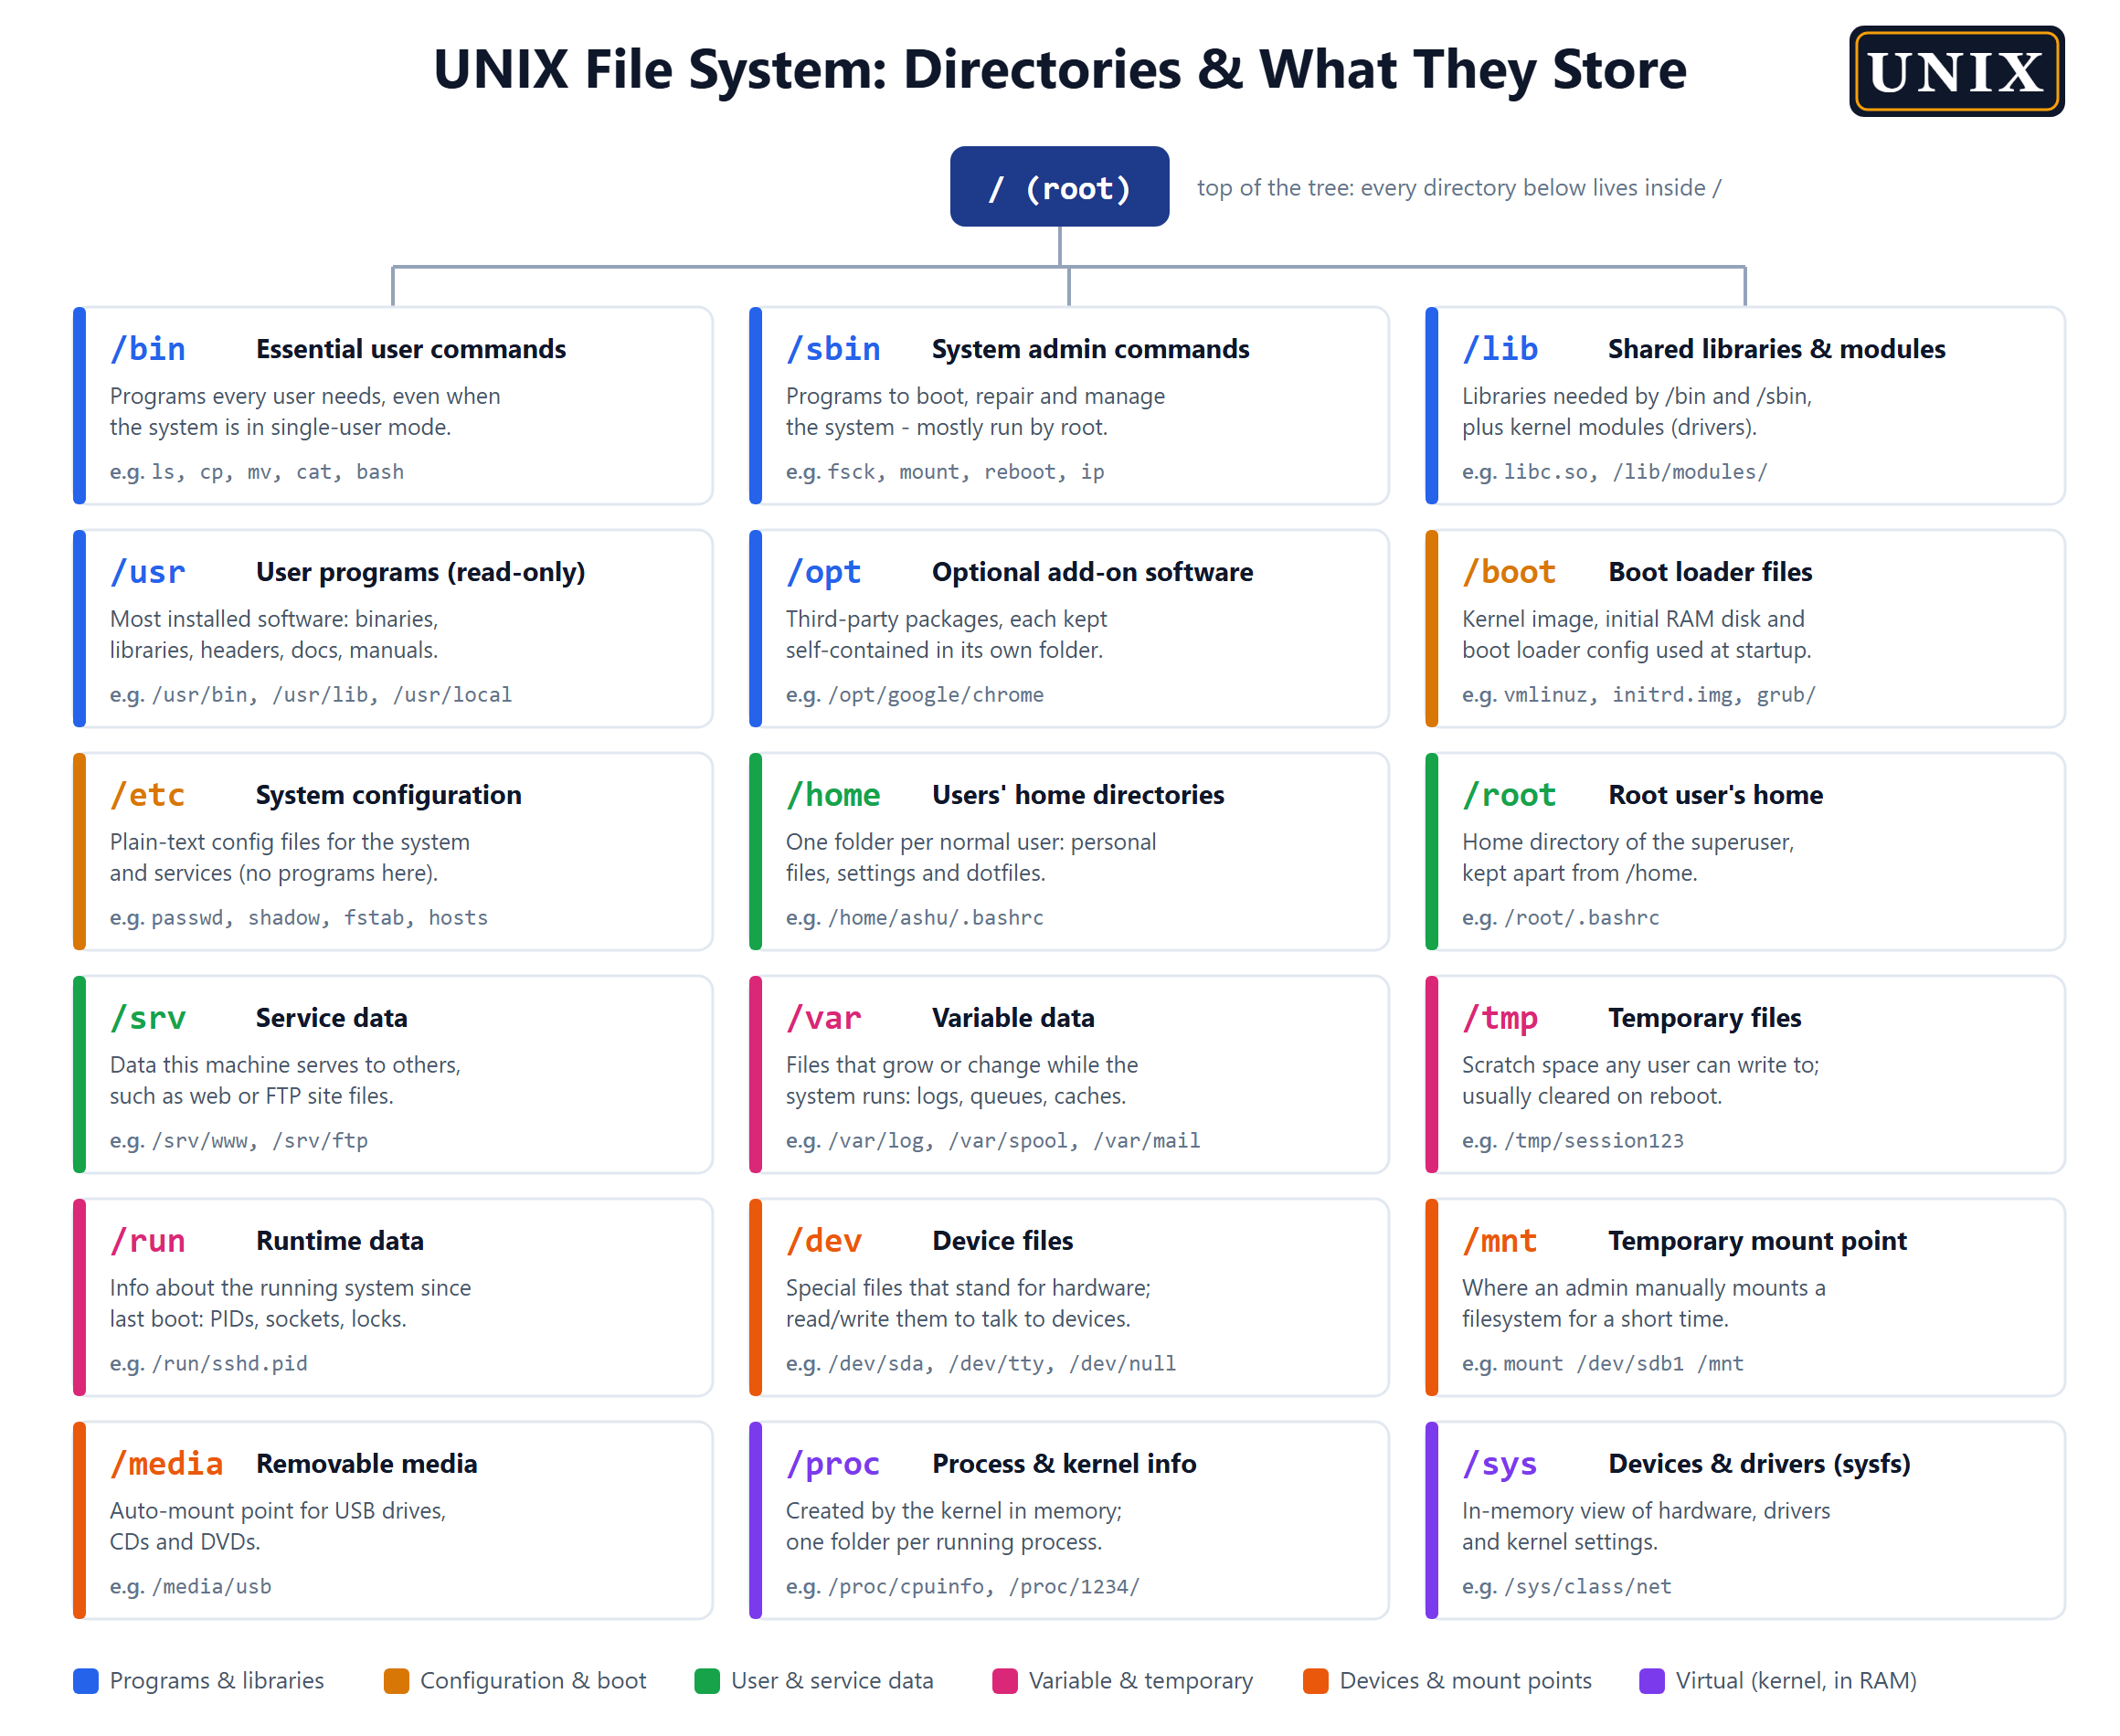 UNIX File System: Directories & What They Store
UNIX
/ (root)
top of the tree: every directory below lives inside /
/bin Essential user commands
Programs every user needs, even when
the system is in single-user mode.
e.g. ls, cp, mv, cat, bash
/sbin System admin commands
Programs to boot, repair and manage
the system - mostly run by root.
e.g. fsck, mount, reboot, ip
/lib Shared libraries & modules
Libraries needed by /bin and /sbin,
plus kernel modules (drivers).
e.g. libc.so, /lib/modules/
/usr User programs (read-only)
Most installed software: binaries,
libraries, headers, docs, manuals.
e.g. /usr/bin, /usr/lib, /usr/local
/opt Optional add-on software
Third-party packages, each kept
self-contained in its own folder.
e.g. /opt/google/chrome
/boot Boot loader files
Kernel image, initial RAM disk and
boot loader config used at startup.
e.g. vmlinuz, initrd.img, grub/
/etc System configuration
Plain-text config files for the system
and services (no programs here).
e.g. passwd, shadow, fstab, hosts
/home Users' home directories
One folder per normal user: personal
files, settings and dotfiles.
e.g. /home/ashu/.bashrc
/root Root user's home
Home directory of the superuser,
kept apart from /home.
e.g. /root/.bashrc
/srv Service data
Data this machine serves to others,
such as web or FTP site files.
e.g. /srv/www, /srv/ftp
/var Variable data
Files that grow or change while the
system runs: logs, queues, caches.
e.g. /var/log, /var/spool, /var/mail
/tmp Temporary files
Scratch space any user can write to;
usually cleared on reboot.
e.g. /tmp/session123
/run Runtime data
Info about the running system since
last boot: PIDs, sockets, locks.
e.g. /run/sshd.pid
/dev Device files
Special files that stand for hardware;
read/write them to talk to devices.
e.g. /dev/sda, /dev/tty, /dev/null
/mnt Temporary mount point
Where an admin manually mounts a
filesystem for a short time.
e.g. mount /dev/sdb1 /mnt
/media Removable media
Auto-mount point for USB drives,
CDs and DVDs.
e.g. /media/usb
/proc Process & kernel info
Created by the kernel in memory;
one folder per running process.
e.g. /proc/cpuinfo, /proc/1234/
/sys Devices & drivers (sysfs)
In-memory view of hardware, drivers
and kernel settings.
e.g. /sys/class/net
Programs & libraries
Configuration & boot
User & service data
Variable & temporary
Devices & mount points
Virtual (kernel, in RAM)